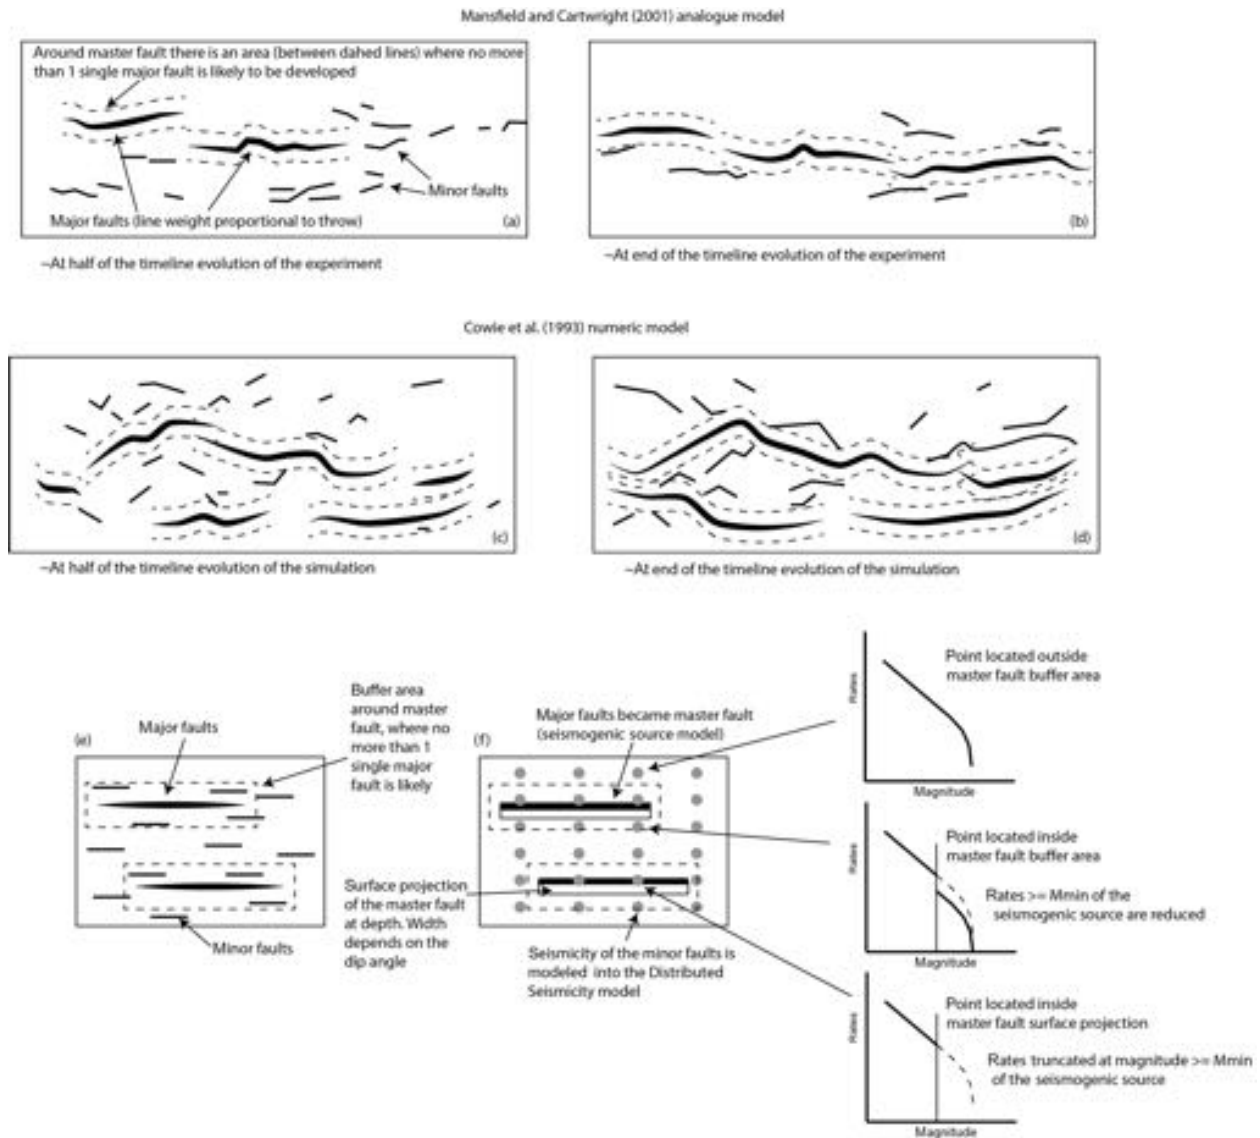 Mansfield and Cartwright (2001) analogue model
Around master fault there is an area (between dahed lines) where no more
than 1 single major fault is likely to be developed
Minor faults
Major faults (line weight proportional to throw)
(a)
(b)
~At half of the timeline evolution of the experiment
~At end of the timeline evolution of the experiment
Cowie et al. (1993) numeric model
(c)
(d)
~At half of the timeline evolution of the simulation
~At end of the timeline evolution of the simulation
(e)
Major faults
Buffer area
around master
fault, where no
more than 1
single major
fault is likely
Minor faults
(f)
Major faults became master fault
(seismogenic source model)
Surface projection
of the master fault
at depth. Width
depends on the
dip angle
Seismicity of the minor faults is
modeled into the Distributed
Seismicity model
Rates
Point located outside
master fault buffer area
Magnitude
Rates
Point located inside
master fault buffer area
Rates >= Mmin of the
seismogenic source are reduced
Magnitude
Rates
Point located inside
master fault surface projection
Rates truncated at magnitude >= Mmin
of the seismogenic source
Magnitude